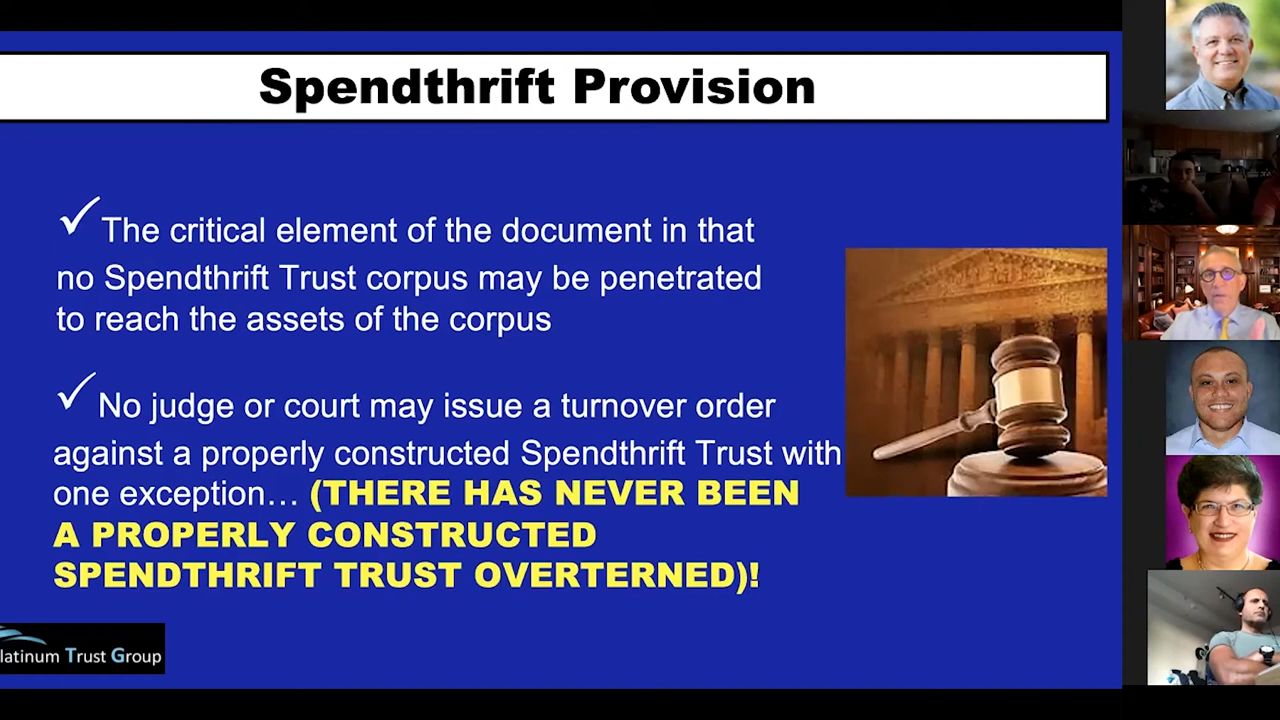 Spendthrift Provision
✓The critical element of the document in that
no Spendthrift Trust corpus may be penetrated
to reach the assets of the corpus
✓No judge or court may issue a turnover order
against a properly constructed Spendthrift Trust with
one exception… (THERE HAS NEVER BEEN
A PROPERLY CONSTRUCTED
SPENDTHRIFT TRUST OVERTERNED)!
latinum Trust Group